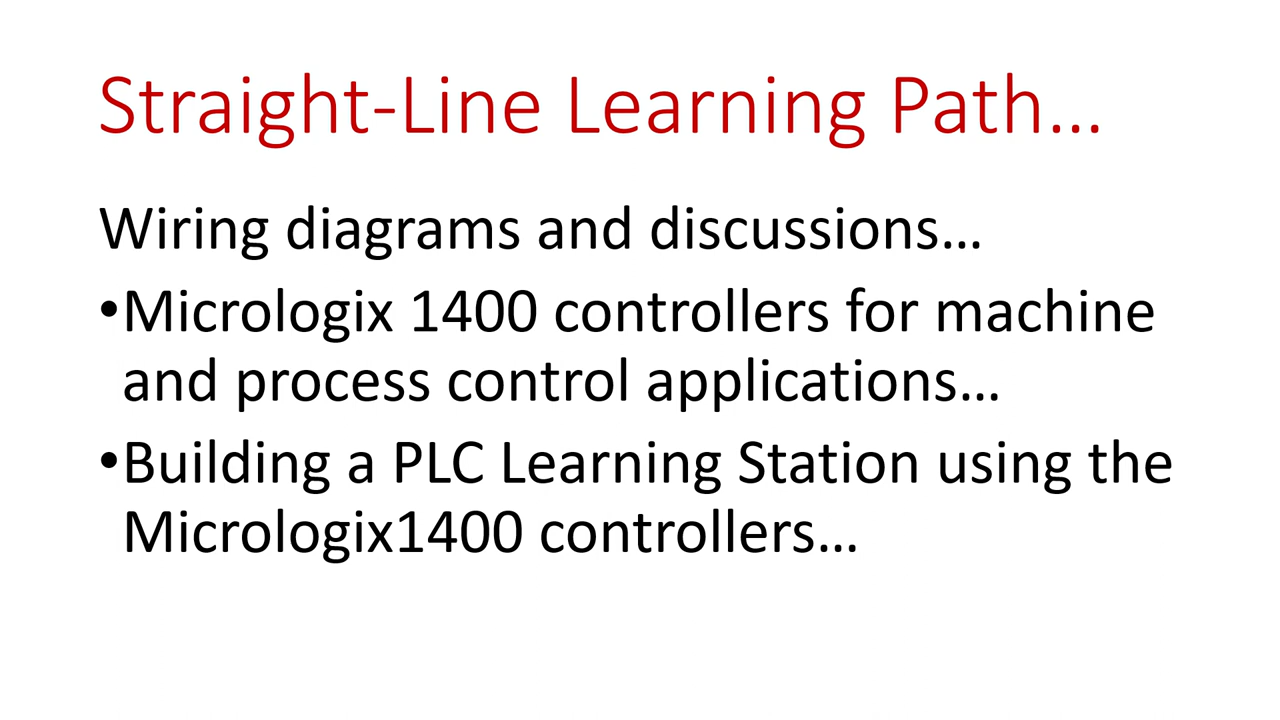 Straight-Line Learning Path…
Wiring diagrams and discussions…
•Micrologix 1400 controllers for machine
and process control applications…
•Building a PLC Learning Station using the
Micrologix1400 controllers…